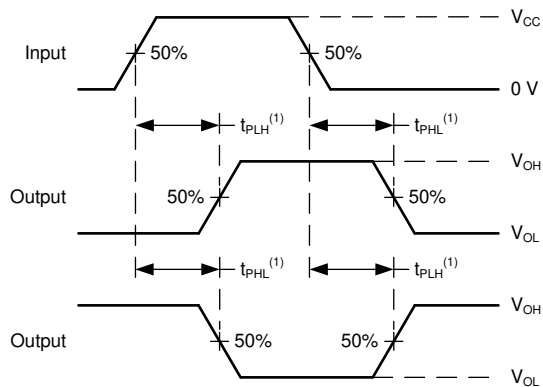 V_CC
Input 50% 50%
0 V
t_PLH^(1) t_PHL^(1)
V_OH
Output 50% 50%
V_OL
t_PHL^(1) t_PLH^(1)
V_OH
Output 50% 50%
V_OL